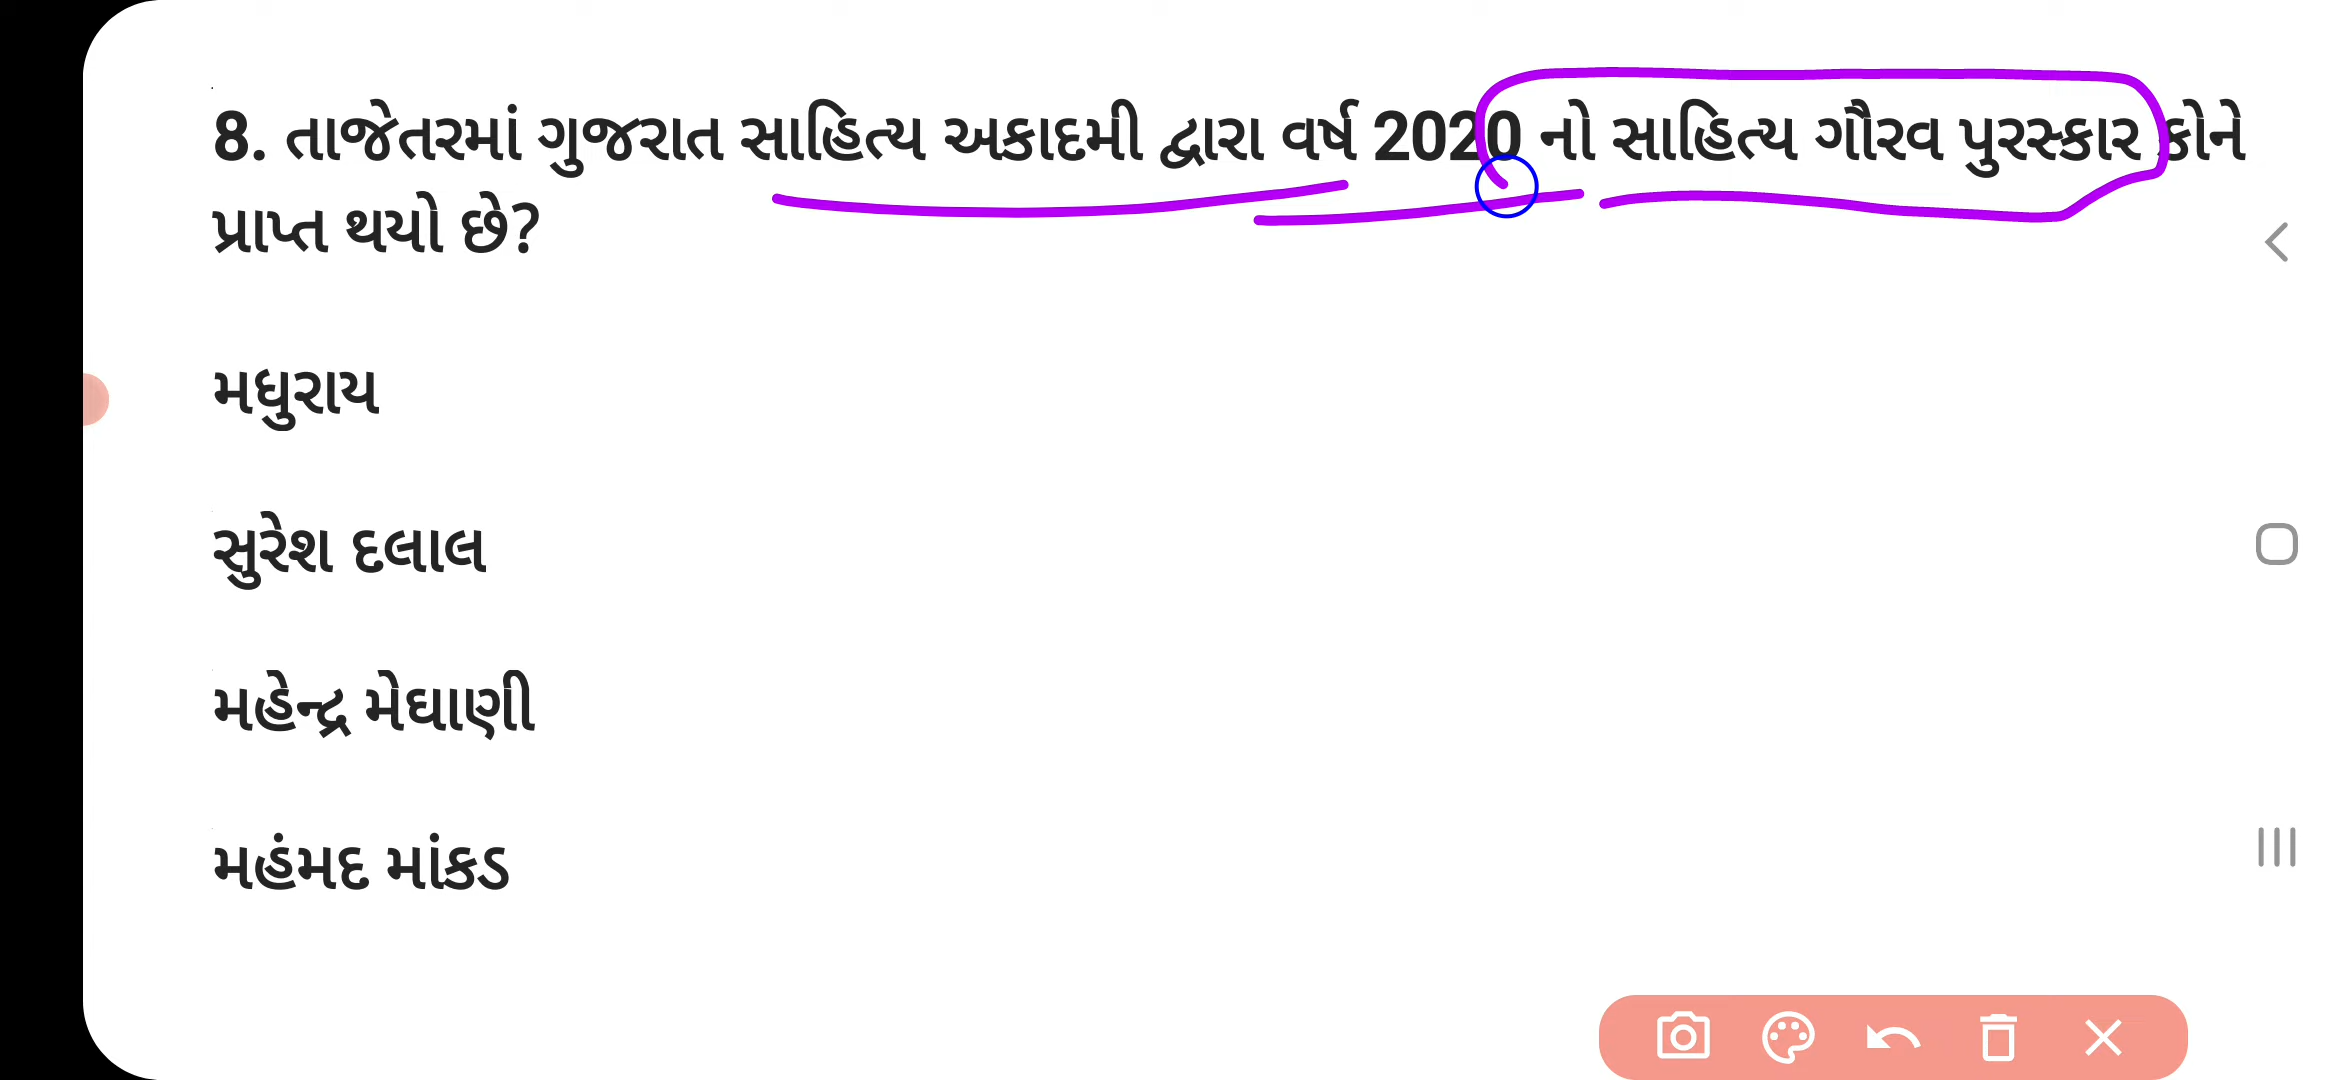 8. તાજેતરમાં ગુજરાત સાહિત્ય અકાદમી દ્વારા વર્ષ 2020 નો સાહિત્ય ગૌરવ પુરસ્કાર કોને
પ્રાપ્ત થયો છે?
મધુરાય
સુરેશ દલાલ
મહેન્દ્ર મેઘાણી
મહંમદ માંકડ